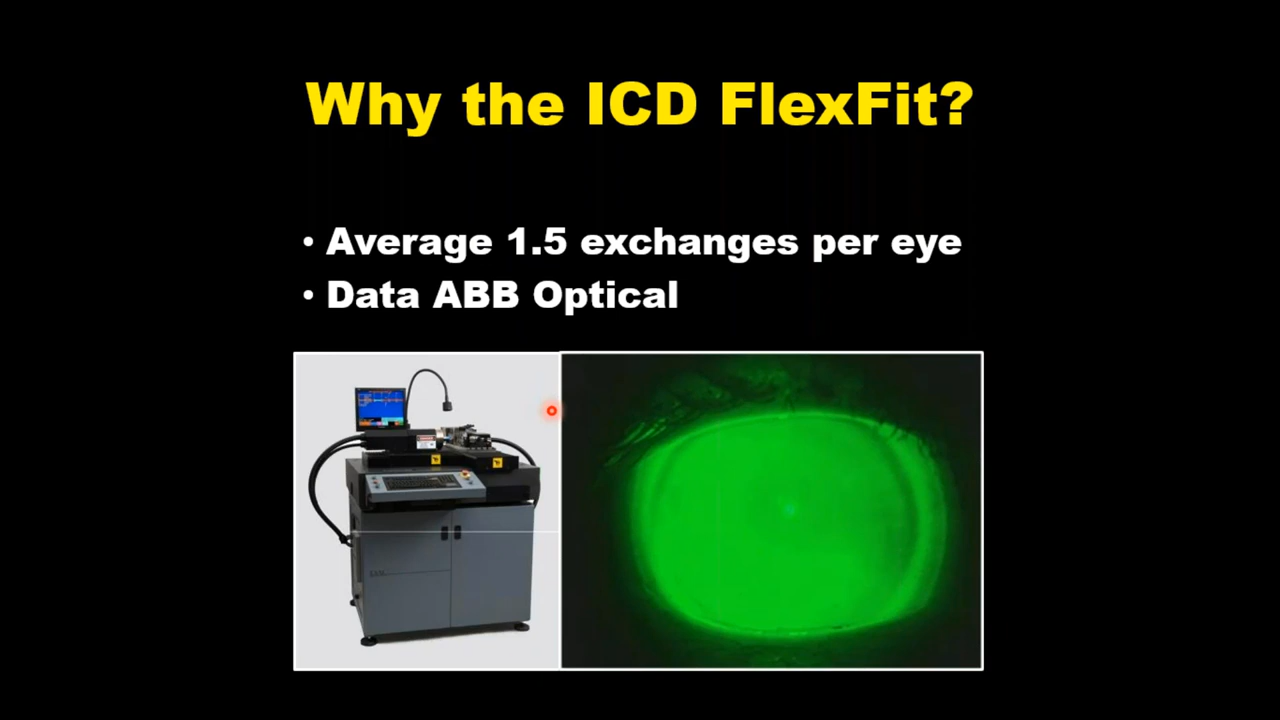 Why the ICD FlexFit?
• Average 1.5 exchanges per eye
• Data ABB Optical